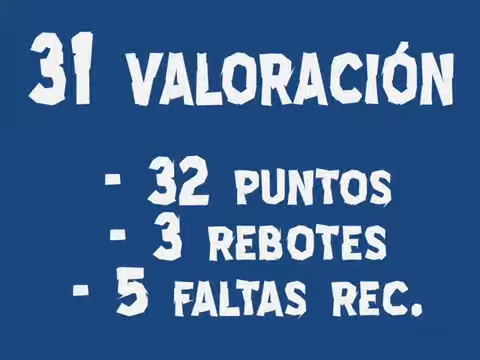 31 VALORACIÓN
- 32 PUNTOS
- 3 REBOTES
- 5 FALTAS REC.